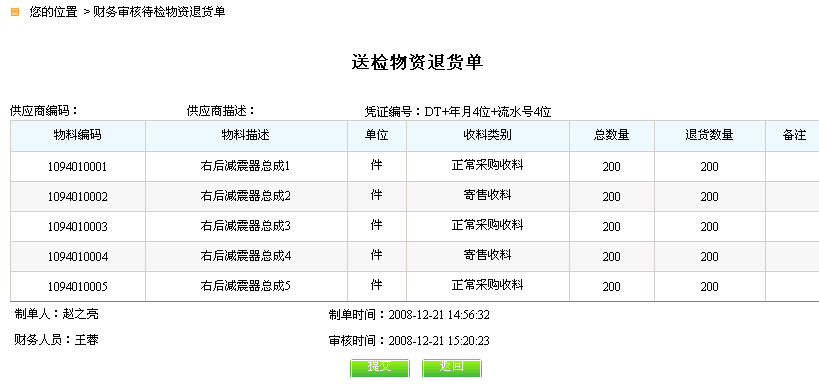 您的位置 > 财务审核待检物资退货单
送检物资退货单
供应商编码： 供应商描述： 凭证编号：DT+年月4位+流水号4位
物料编码 物料描述 单位 收料类别 总数量 退货数量 备注
1094010001 右后减震器总成1 件 正常采购收料 200 200
1094010002 右后减震器总成2 件 寄售收料 200 200
1094010003 右后减震器总成3 件 正常采购收料 200 200
1094010004 右后减震器总成4 件 寄售收料 200 200
1094010005 右后减震器总成5 件 正常采购收料 200 200
制单人：赵之亮 制单时间：2008-12-21 14:56:32
财务人员：王蓉 审核时间：2008-12-21 15:20:23
提交 返回